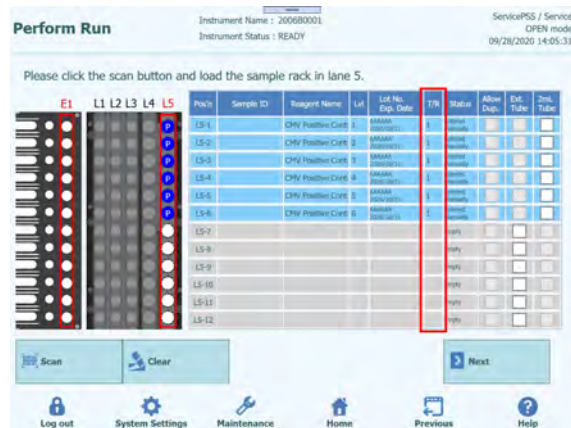 Perform Run
Instrument Name : 2006B0001
Instrument Status : READY
ServicePSS / Service
OPEN mode
09/28/2020 14:05:31
Please click the scan button and load the sample rack in lane 5.
E1 L1 L2 L3 L4 L5
Pos'n Sample ID Reagent Name Lvl Lot No. Exp. Date T/R Status Allow Dup. Ext. Tube 2mL Tube
P L5-1 CMV Positive Cont 1 1
P L5-2 CMV Positive Cont 2 1
P L5-3 CMV Positive Cont 3 1
P L5-4 CMV Positive Cont 4 1
P L5-5 CMV Positive Cont 5 1
P L5-6 CMV Positive Cont 6 1
L5-7
L5-8
L5-9
L5-10
L5-11
L5-12
Scan Clear Next
Log out System Settings Maintenance Home Previous Help